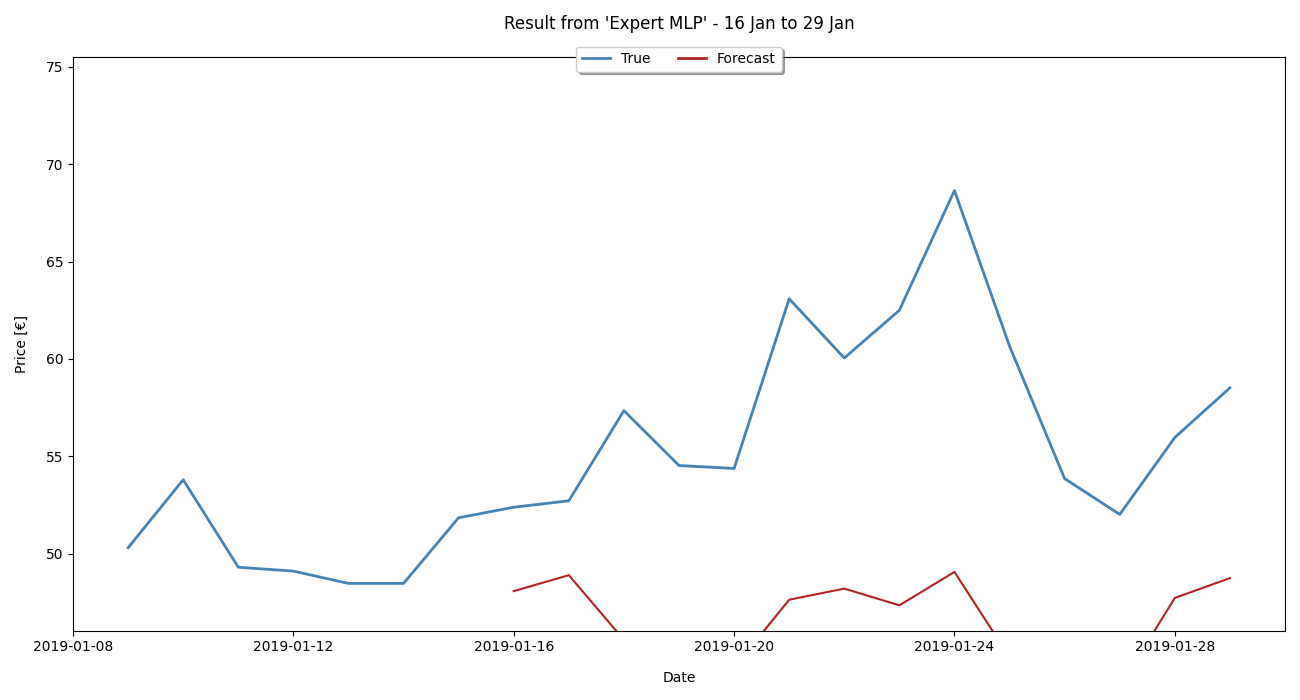 Result from 'Expert MLP' - 16 Jan to 29 Jan
True Forecast
75
70
65
60
55
50
Price [€]
2019-01-08 2019-01-12 2019-01-16 2019-01-20 2019-01-24 2019-01-28
Date